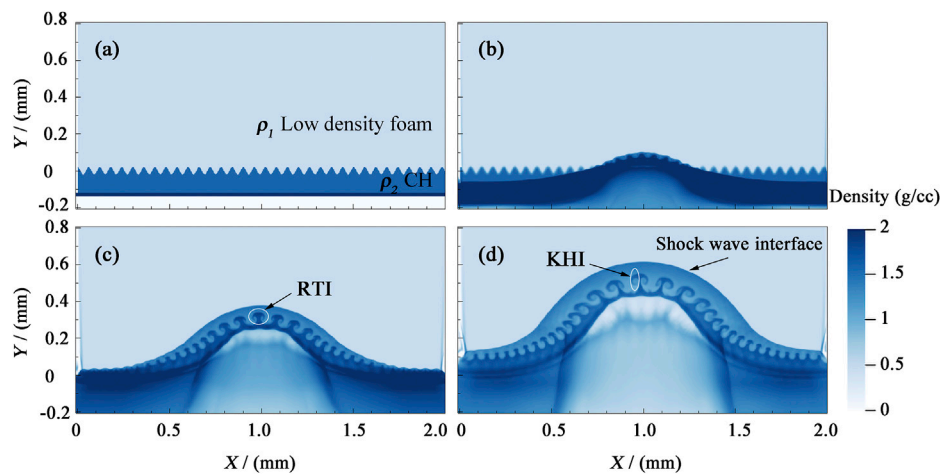 (a)
(b)
0.8
0.6
0.4
0.2
0.1
0
-0.2
Y / (mm)
ρ1 Low density foam
ρ2 CH
Density (g/cc)
2
1.5
1
0.5
0
(c)
(d)
0.8
0.6
0.4
0.2
0
-0.2
Y / (mm)
RTI
KHI
Shock wave interface
0 0.5 1.0 1.5 2.0
0 0.5 1.0 1.5 2.0
X / (mm)
X / (mm)